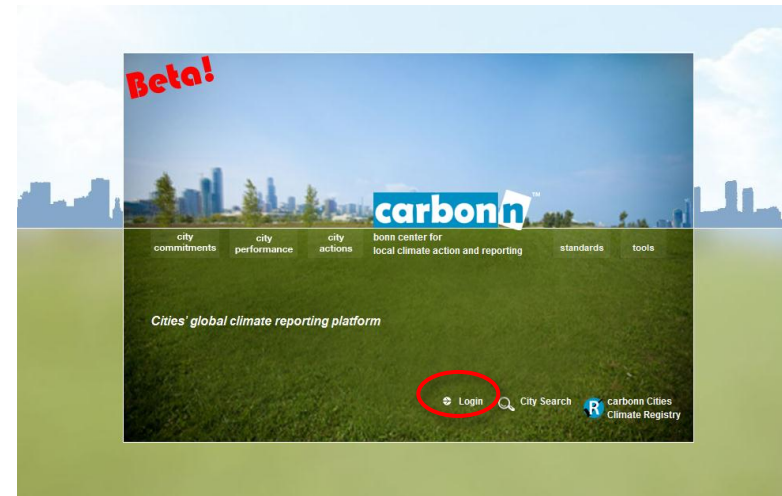 Beta!
carbonn™
city commitments
city performance
city actions
bonn center for
local climate action and reporting
standards
tools
Cities' global climate reporting platform
Login
City Search
R
carbonn Cities
Climate Registry